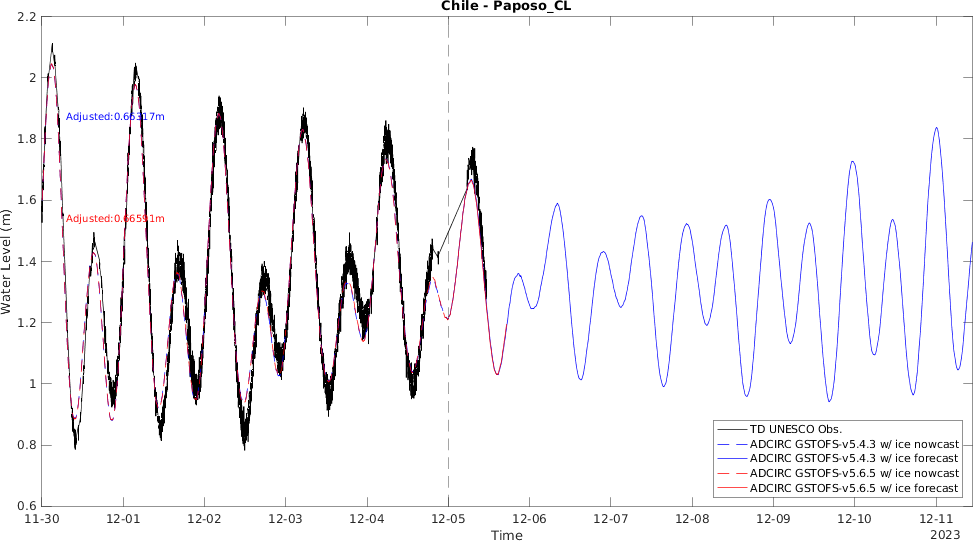 Chile - Paposo_CL
2.2
2
1.8
1.6
1.4
1.2
1
0.8
0.6
Water Level (m)
Adjusted:0.66317m
Adjusted:0.66591m
TD UNESCO Obs.
ADCIRC GSTOFS-v5.4.3 w/ ice nowcast
ADCIRC GSTOFS-v5.4.3 w/ ice forecast
ADCIRC GSTOFS-v5.6.5 w/ ice nowcast
ADCIRC GSTOFS-v5.6.5 w/ ice forecast
11-30 12-01 12-02 12-03 12-04 12-05 12-06 12-07 12-08 12-09 12-10 12-11
Time
2023